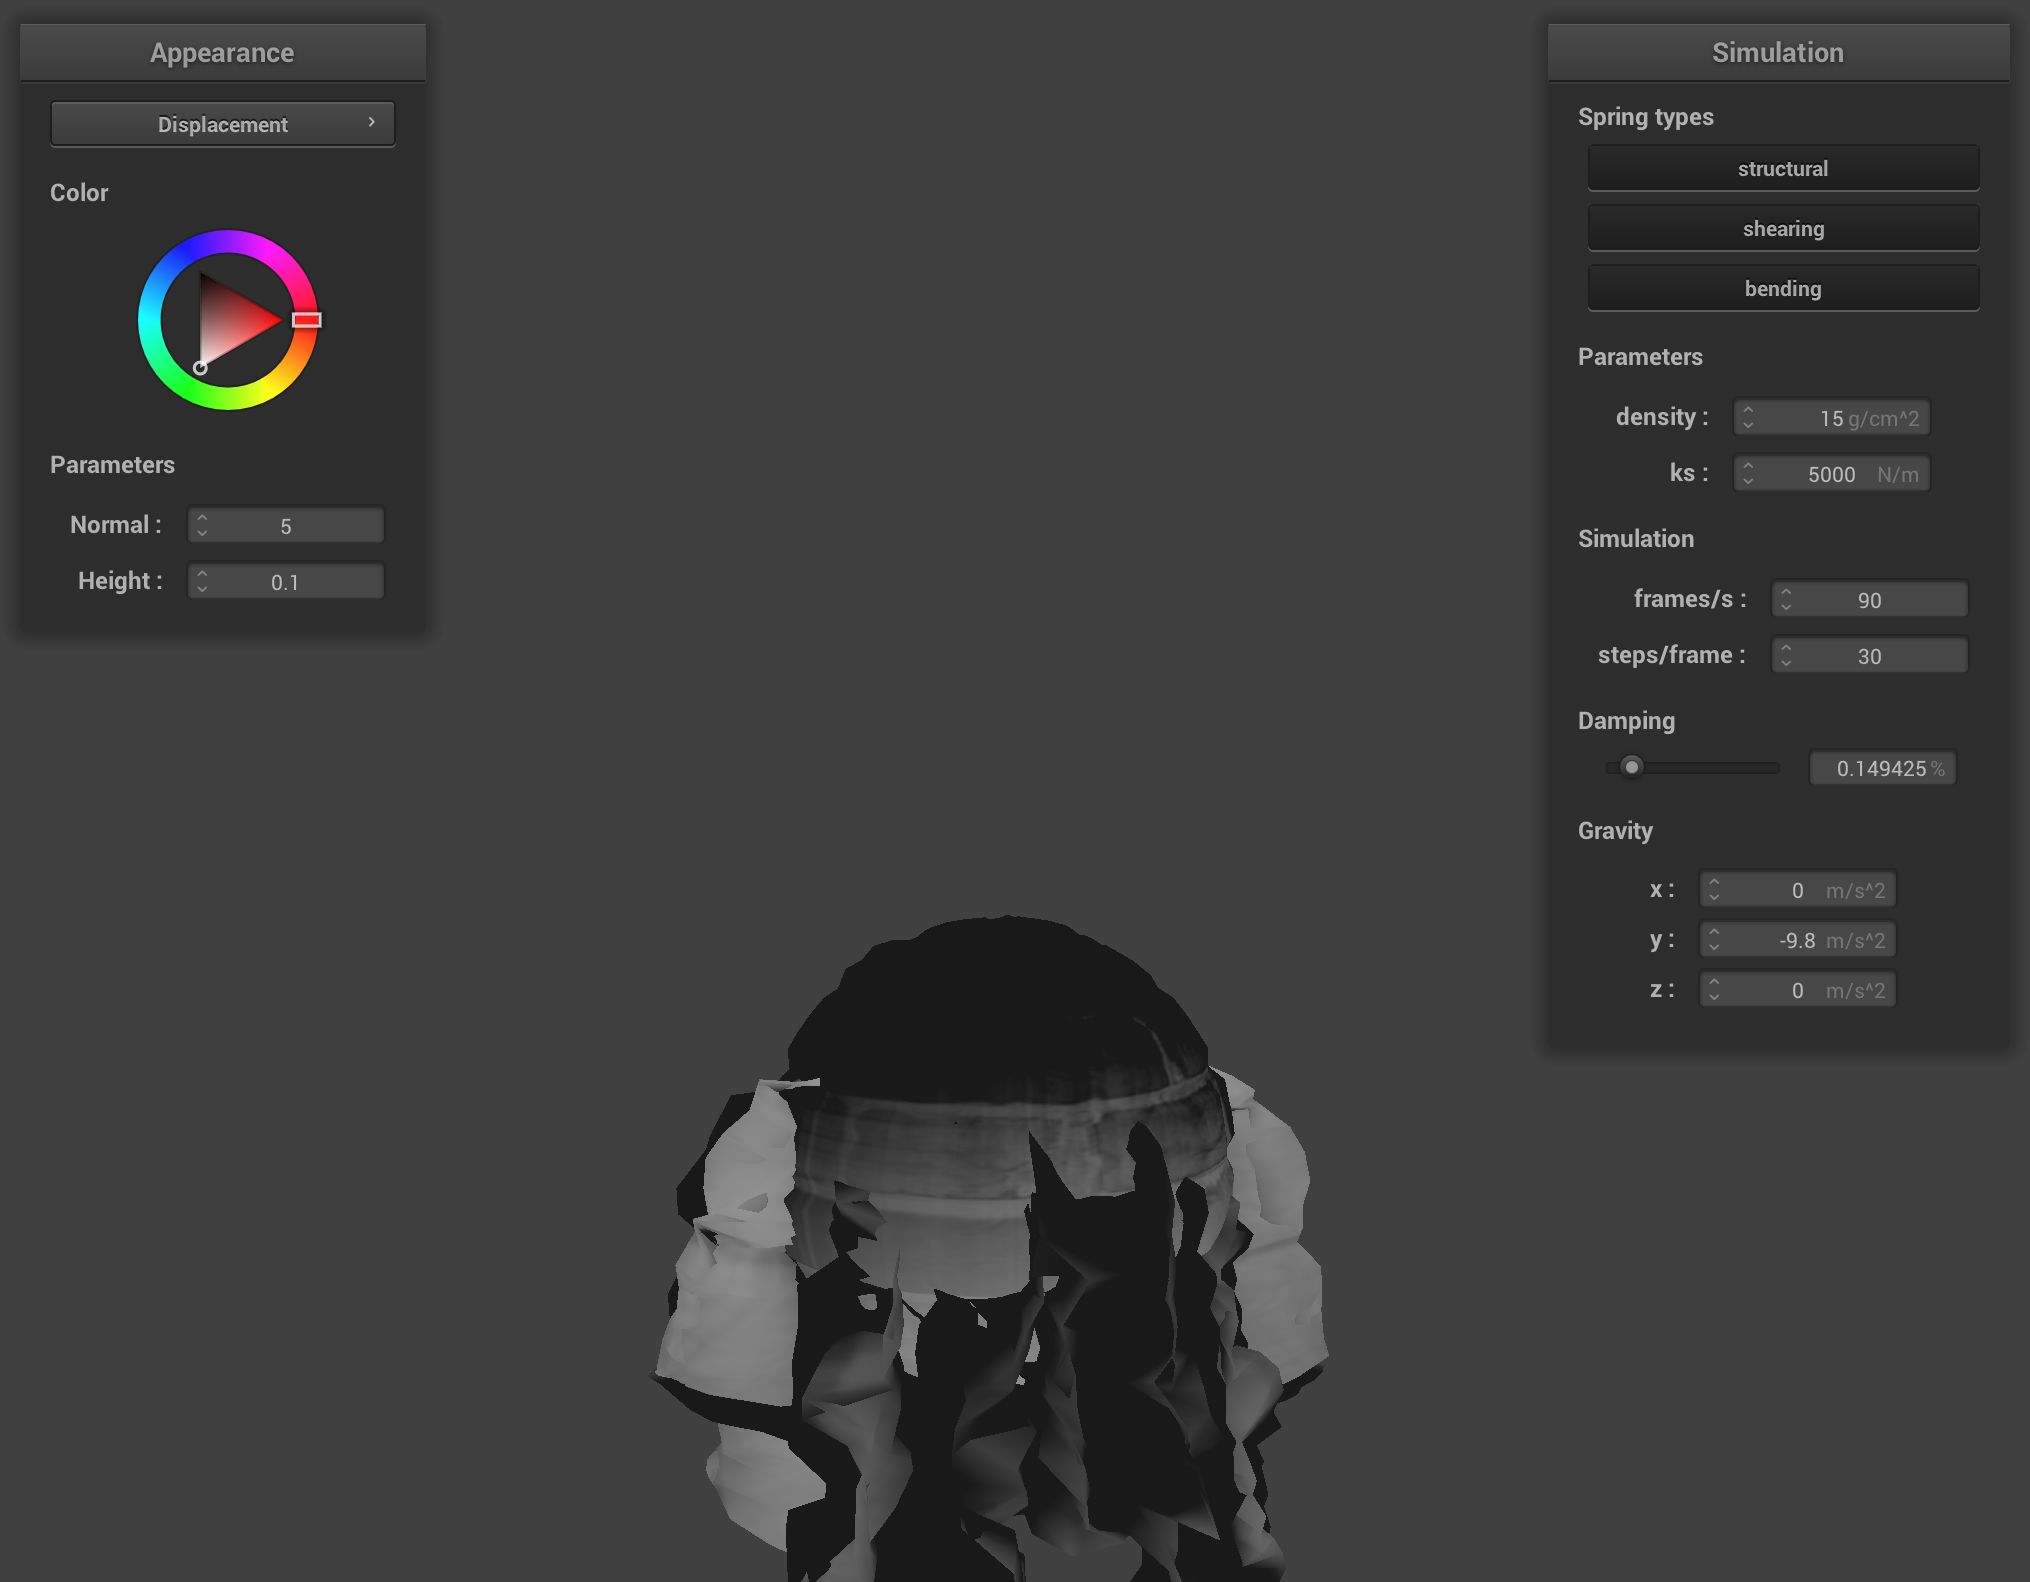 Appearance
Displacement
Color
Parameters
Normal : 5
Height : 0.1
Simulation
Spring types
structural
shearing
bending
Parameters
density : 15 g/cm^2
ks : 5000 N/m
Simulation
frames/s : 90
steps/frame : 30
Damping
0.149425 %
Gravity
x : 0 m/s^2
y : -9.8 m/s^2
z : 0 m/s^2